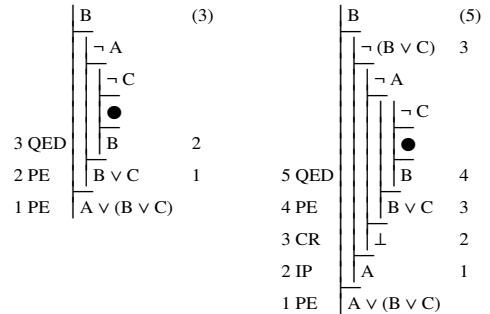 B (3)
¬ A
¬ C
●
3 QED B 2
2 PE B ∨ C 1
1 PE A ∨ (B ∨ C)
B (5)
¬ (B ∨ C) 3
¬ A
¬ C
●
5 QED B 4
4 PE B ∨ C 3
3 CR ⊥ 2
2 IP A 1
1 PE A ∨ (B ∨ C)